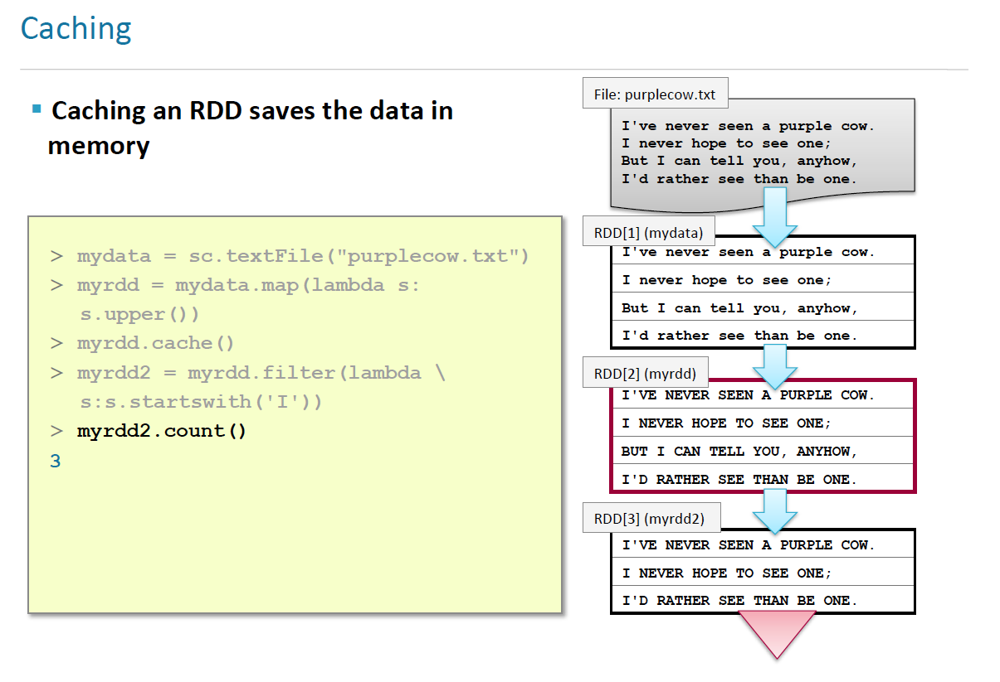 Caching
Caching an RDD saves the data in
memory
> mydata = sc.textFile("purplecow.txt")
> myrdd = mydata.map(lambda s:
s.upper())
> myrdd.cache()
> myrdd2 = myrdd.filter(lambda \
s:s.startswith('I'))
> myrdd2.count()
3
File: purplecow.txt
I've never seen a purple cow.
I never hope to see one;
But I can tell you, anyhow,
I'd rather see than be one.
RDD[1] (mydata)
I've never seen a purple cow.
I never hope to see one;
But I can tell you, anyhow,
I'd rather see than be one.
RDD[2] (myrdd)
I'VE NEVER SEEN A PURPLE COW.
I NEVER HOPE TO SEE ONE;
BUT I CAN TELL YOU, ANYHOW,
I'D RATHER SEE THAN BE ONE.
RDD[3] (myrdd2)
I'VE NEVER SEEN A PURPLE COW.
I NEVER HOPE TO SEE ONE;
I'D RATHER SEE THAN BE ONE.